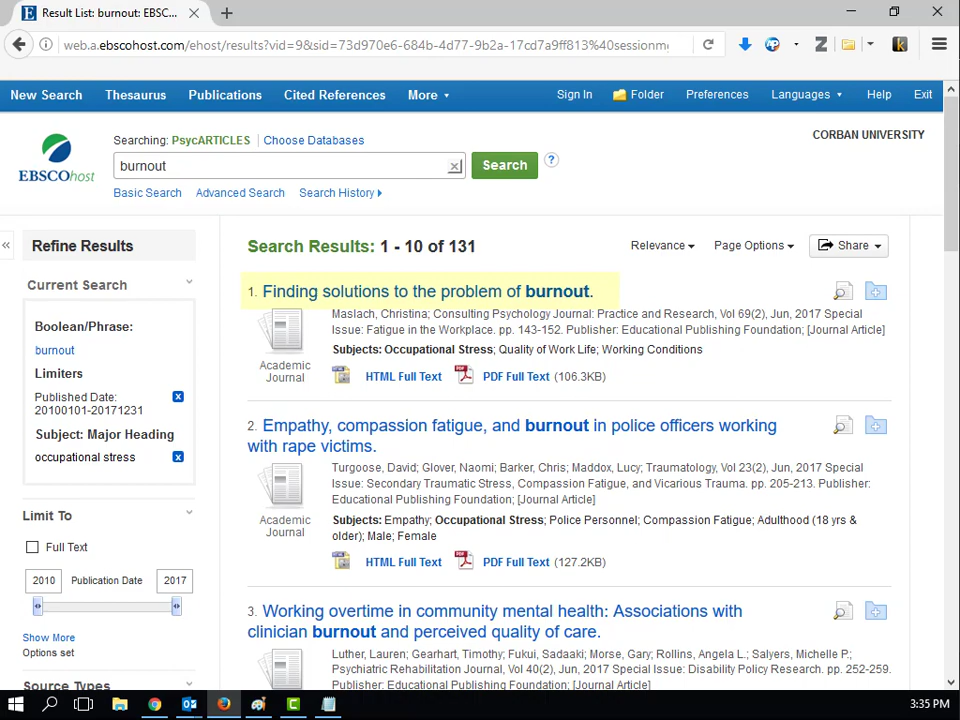 Result List: burnout: EBSC...
web.a.ebscohost.com/ehost/results?vid=9&sid=73d970e6-684b-4d77-9b2a-17cd7a9ff813%40sessionmg
New Search Thesaurus Publications Cited References More Sign In Folder Preferences Languages Help Exit
EBSCOhost
Searching: PsycARTICLES Choose Databases
CORBAN UNIVERSITY
burnout Search ?
Basic Search Advanced Search Search History
Refine Results
Current Search
Boolean/Phrase:
burnout
Limiters
Published Date:
20100101-20171231
Subject: Major Heading
occupational stress
Limit To
Full Text
2010 Publication Date 2017
Show More
Options set
Source Types
Search Results: 1 - 10 of 131
Relevance Page Options Share
1. Finding solutions to the problem of burnout.
Maslach, Christina; Consulting Psychology Journal: Practice and Research, Vol 69(2), Jun, 2017 Special
Issue: Fatigue in the Workplace. pp. 143-152. Publisher: Educational Publishing Foundation; [Journal Article]
Subjects: Occupational Stress; Quality of Work Life; Working Conditions
Academic
Journal
HTML Full Text PDF Full Text (106.3KB)
2. Empathy, compassion fatigue, and burnout in police officers working
with rape victims.
Turgoose, David; Glover, Naomi; Barker, Chris; Maddox, Lucy; Traumatology, Vol 23(2), Jun, 2017 Special
Issue: Secondary Traumatic Stress, Compassion Fatigue, and Vicarious Trauma. pp. 205-213. Publisher:
Educational Publishing Foundation; [Journal Article]
Academic
Journal
Subjects: Empathy; Occupational Stress; Police Personnel; Compassion Fatigue; Adulthood (18 yrs &
older); Male; Female
HTML Full Text PDF Full Text (127.2KB)
3. Working overtime in community mental health: Associations with
clinician burnout and perceived quality of care.
Luther, Lauren; Gearhart, Timothy; Fukui, Sadaaki; Morse, Gary; Rollins, Angela L.; Salyers, Michelle P.;
Psychiatric Rehabilitation Journal, Vol 40(2), Jun, 2017 Special Issue: Disability Policy Research. pp. 252-259.
Publisher: Educational Publishing Foundation; [Journal Article]
3:35 PM